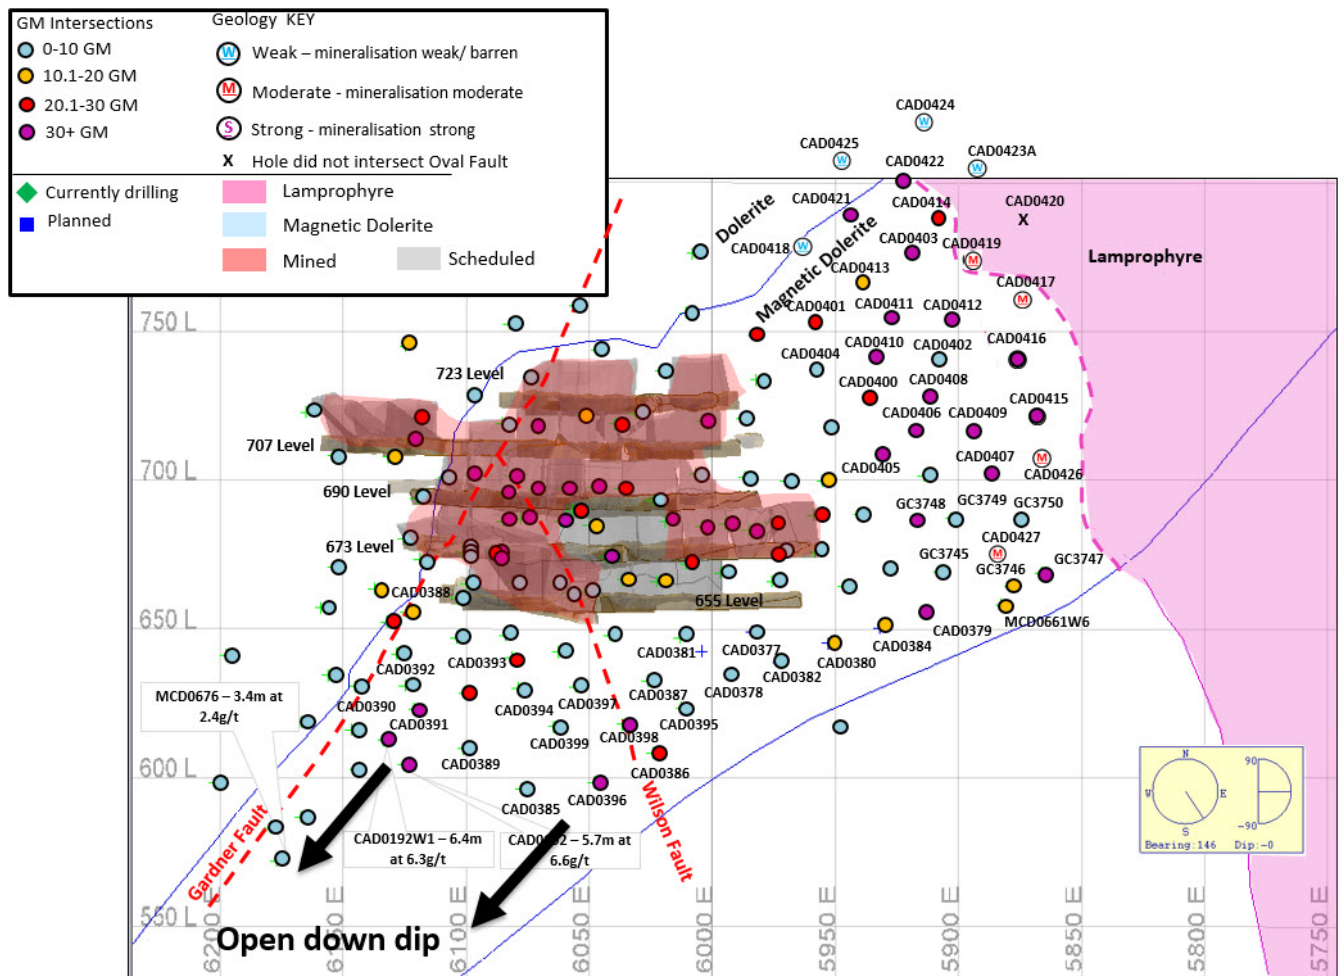 GM Intersections
0-10 GM
10.1-20 GM
20.1-30 GM
30+ GM
Currently drilling
Planned
Geology KEY
W Weak – mineralisation weak/ barren
M Moderate - mineralisation moderate
S Strong - mineralisation strong
X Hole did not intersect Oval Fault
Lamprophyre
Magnetic Dolerite
Mined
Scheduled
CAD0424
W
CAD0425
W
CAD0423A
W
CAD0422
CAD0421
CAD0414
CAD0420
X
Dolerite
CAD0418
W
Magnetic Dolerite
CAD0403
CAD0419
M
Lamprophyre
CAD0413
CAD0417
M
CAD0401
CAD0411
CAD0412
750 L
CAD0410
CAD0402
CAD0416
CAD0404
723 Level
CAD0400
CAD0408
CAD0415
CAD0406
CAD0409
707 Level
CAD0405
CAD0407
M
CAD0426
700 L
690 Level
GC3748
GC3749
GC3750
673 Level
CAD0427
M
GC3745
GC3746
GC3747
CAD0388
655 Level
MCD0661W6
650 L
CAD0379
CAD0384
CAD0392
CAD0393
CAD0381
CAD0377
CAD0380
CAD0382
MCD0676 – 3.4m at
2.4g/t
CAD0390
CAD0391
CAD0394
CAD0397
CAD0387
CAD0378
CAD0395
CAD0399
CAD0398
CAD0389
CAD0386
600 L
CAD0385
CAD0396
Gardner Fault
Wilson Fault
CAD0192W1 – 6.4m
at 6.3g/t
– 5.7m at
6.6g/t
N
W
E
S
90
-90
Bearing:146 Dip:-0
550 L
Open down dip
6200 E
6150 E
6100 E
6050 E
6000 E
5950 E
5900 E
5850 E
5800 E
5750 E